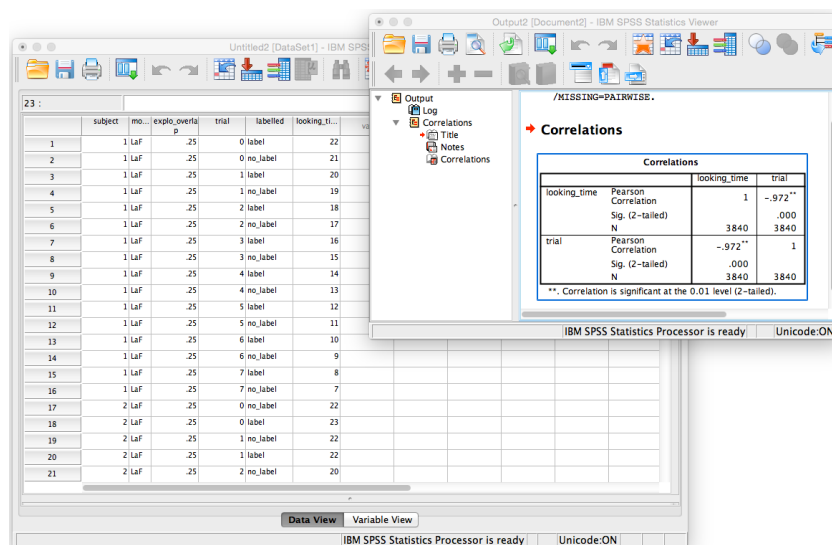 Output2 [Document2] - IBM SPSS Statistics Viewer
Untitled2 [DataSet1] - IBM SPS
Output
Log
Correlations
Title
Notes
Correlations
/MISSING=PAIRWISE.
Correlations
Correlations
looking_time trial
looking_time Pearson Correlation 1 -.972**
Sig. (2-tailed) .000
N 3840 3840
trial Pearson Correlation -.972** 1
Sig. (2-tailed) .000
N 3840 3840
**. Correlation is significant at the 0.01 level (2-tailed).
IBM SPSS Statistics Processor is ready Unicode:ON
23 :
subject mo... explo_overlap trial labelled looking_ti... va
1 1 LaF .25 0 label 22
2 1 LaF .25 0 no_label 21
3 1 LaF .25 1 label 20
4 1 LaF .25 1 no_label 19
5 1 LaF .25 2 label 18
6 1 LaF .25 2 no_label 17
7 1 LaF .25 3 label 16
8 1 LaF .25 3 no_label 15
9 1 LaF .25 4 label 14
10 1 LaF .25 4 no_label 13
11 1 LaF .25 5 label 12
12 1 LaF .25 5 no_label 11
13 1 LaF .25 6 label 10
14 1 LaF .25 6 no_label 9
15 1 LaF .25 7 label 8
16 1 LaF .25 7 no_label 7
17 2 LaF .25 0 no_label 22
18 2 LaF .25 0 label 23
19 2 LaF .25 1 no_label 22
20 2 LaF .25 1 label 22
21 2 LaF .25 2 no_label 20
Data View Variable View
IBM SPSS Statistics Processor is ready Unicode:ON